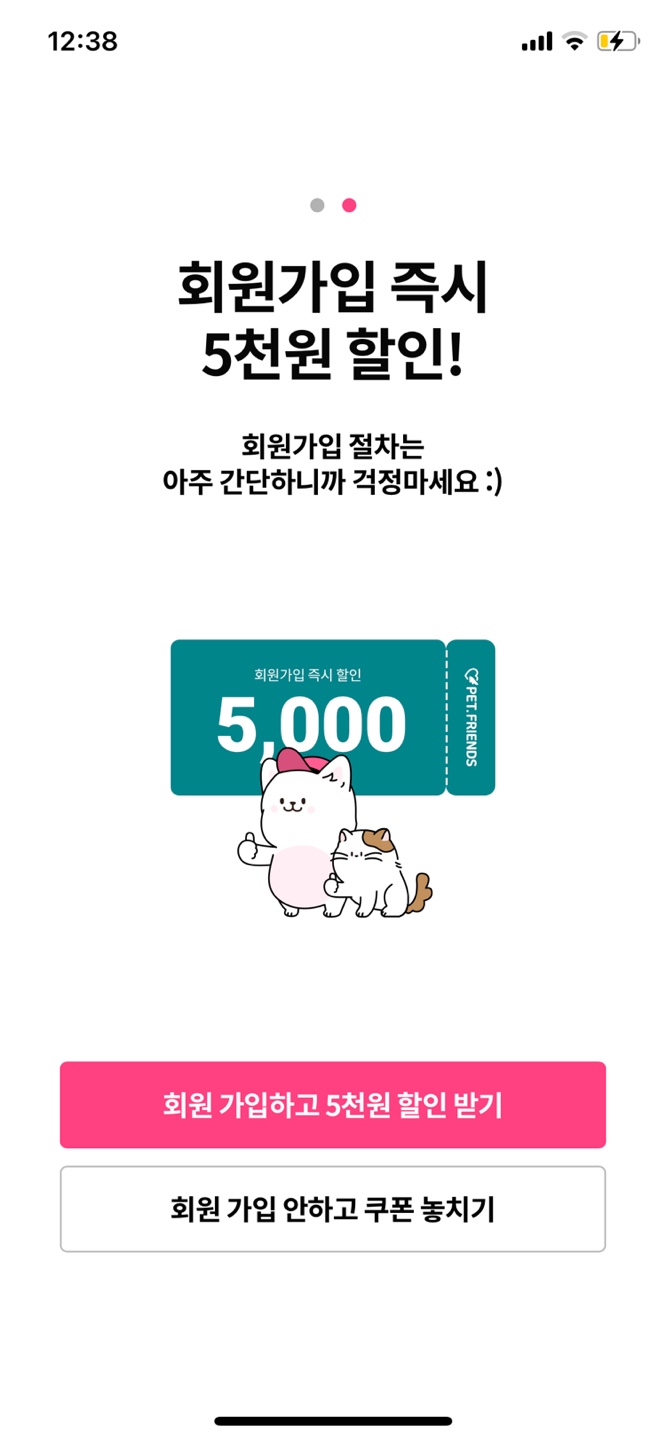 12:38
회원가입 즉시
5천원 할인!
회원가입 절차는
아주 간단하니까 걱정마세요 :)
회원가입 즉시 할인
5,000
PET.FRIENDS
회원 가입하고 5천원 할인 받기
회원 가입 안하고 쿠폰 놓치기